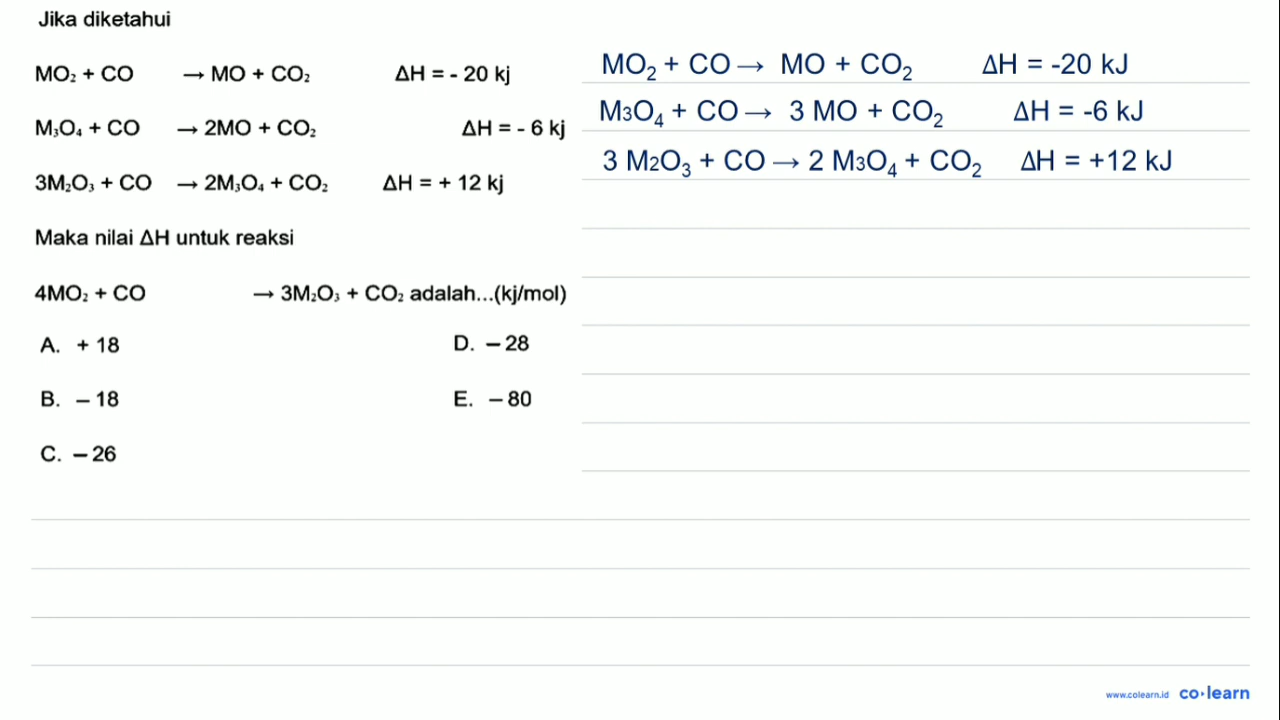 Jika diketahui
MO₂ + CO → MO + CO₂ ΔH = - 20 kj
M₃O₄ + CO → 2MO + CO₂ ΔH = - 6 kj
3M₂O₃ + CO → 2M₃O₄ + CO₂ ΔH = + 12 kj
Maka nilai ΔH untuk reaksi
4MO₂ + CO → 3M₂O₃ + CO₂ adalah...(kj/mol)
A. + 18
B. – 18
C. – 26
D. – 28
E. – 80
MO₂ + CO → MO + CO₂ ΔH = -20 kJ
M3O₄ + CO → 3 MO + CO₂ ΔH = -6 kJ
3 M2O₃ + CO → 2 M3O₄ + CO₂ ΔH = +12 kJ
www.colearn.id co·learn